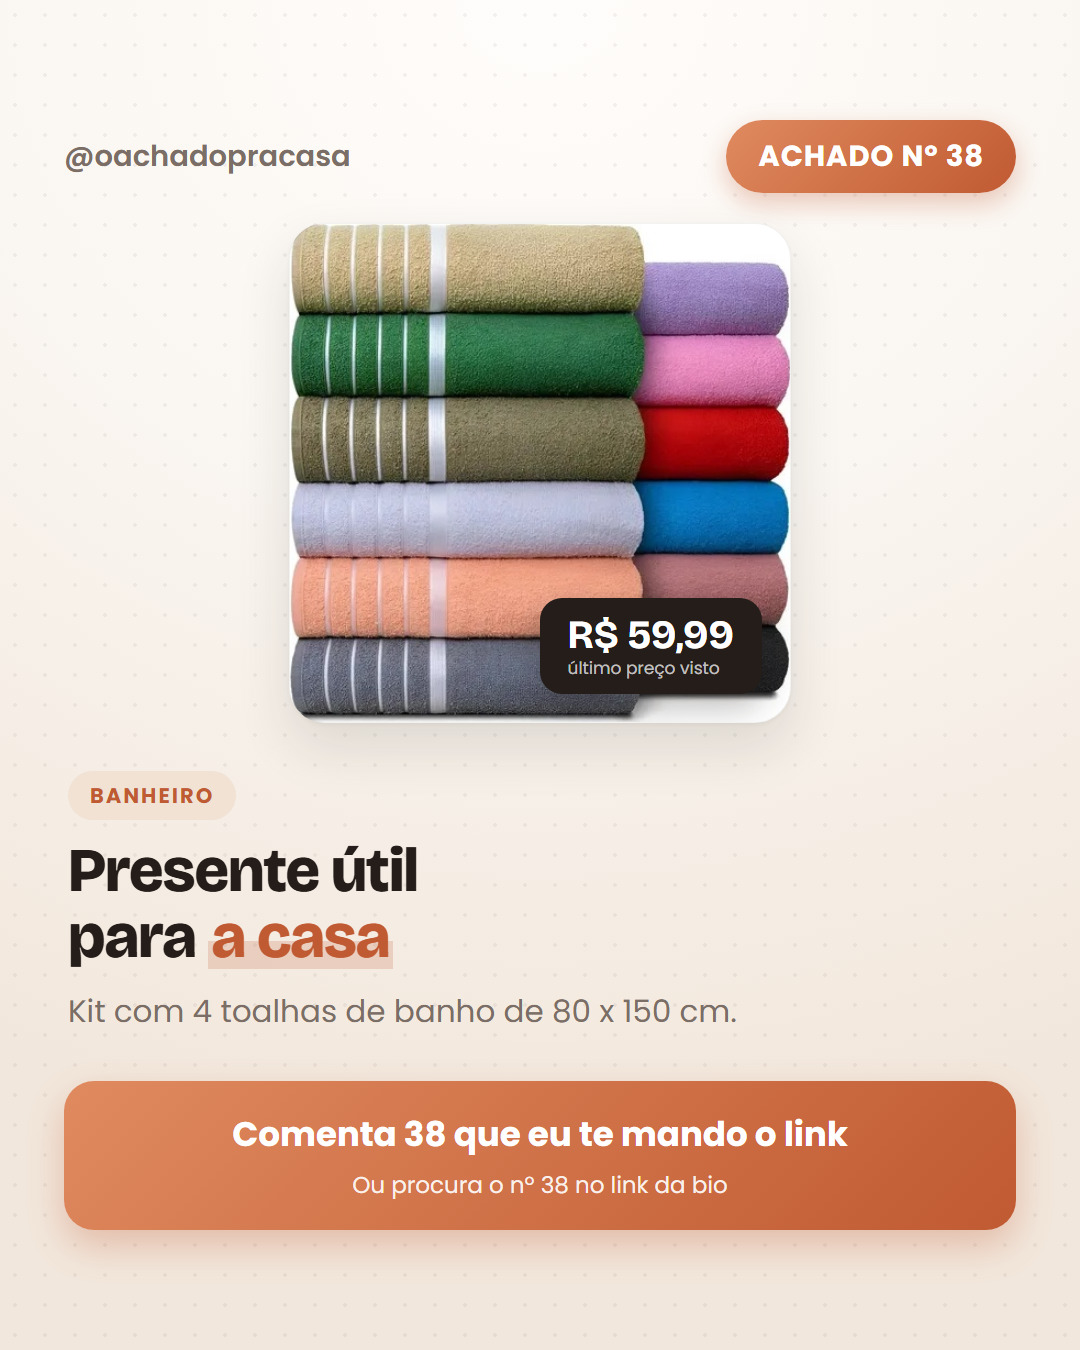 @oachadopracasa
ACHADO Nº 38
R$ 59,99
último preço visto
BANHEIRO
Presente útil
para a casa
Kit com 4 toalhas de banho de 80 x 150 cm.
Comenta 38 que eu te mando o link
Ou procura o nº 38 no link da bio